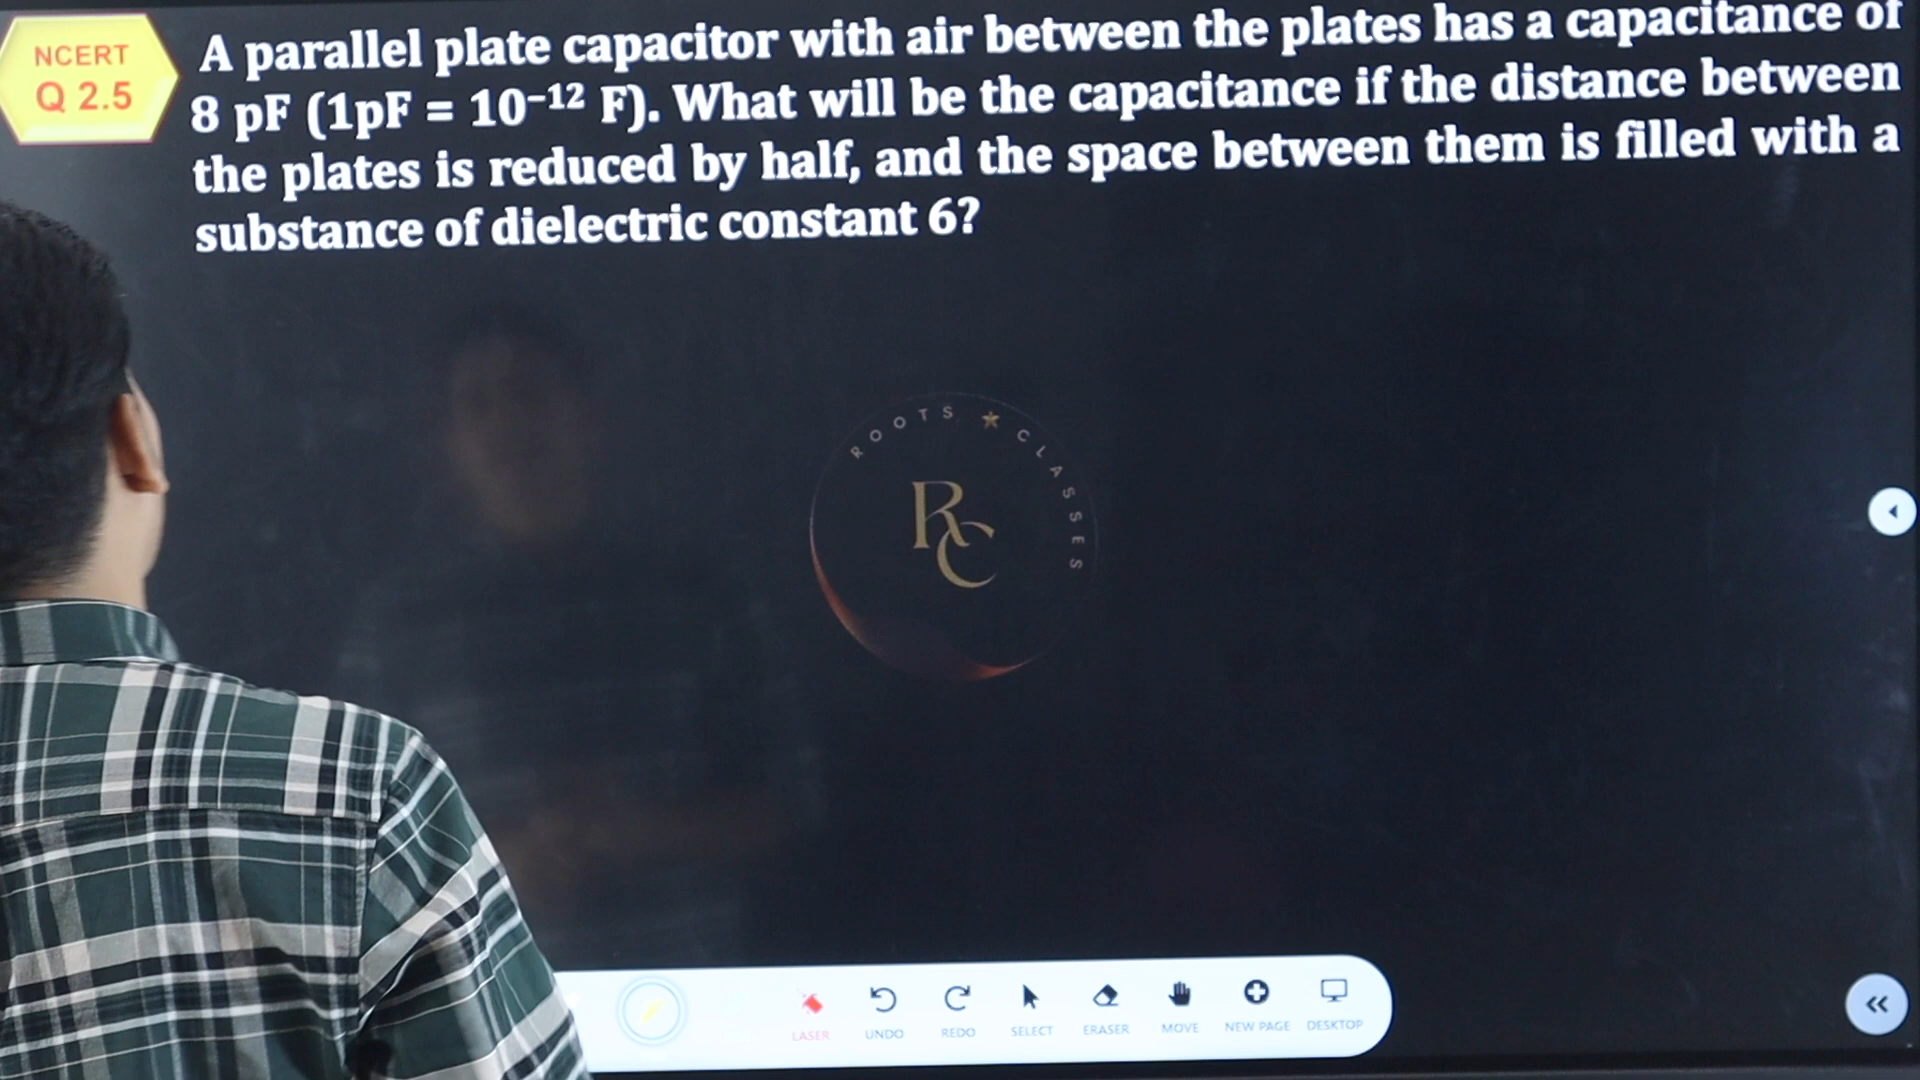 NCERT
Q 2.5
A parallel plate capacitor with air between the plates has a capacitance of
8 pF (1pF = 10⁻¹² F). What will be the capacitance if the distance between
the plates is reduced by half, and the space between them is filled with a
substance of dielectric constant 6?
ROOTS ★ CLASSES
RC
LASER UNDO REDO SELECT ERASER MOVE NEW PAGE DESKTOP